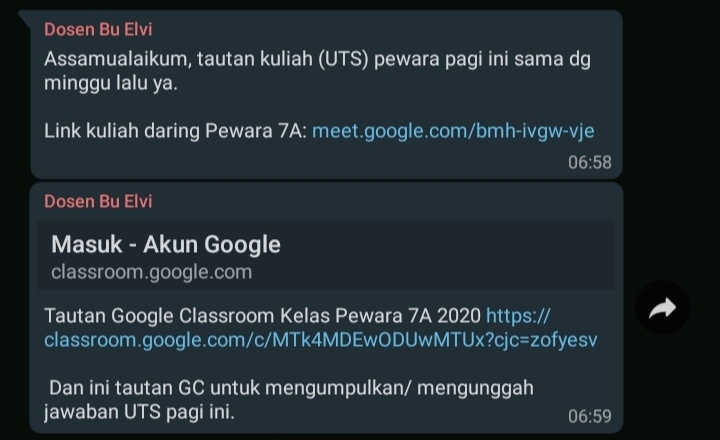 Dosen Bu Elvi
Assamualaikum, tautan kuliah (UTS) pewara pagi ini sama dg
minggu lalu ya.
Link kuliah daring Pewara 7A: meet.google.com/bmh-ivgw-vje
06:58
Dosen Bu Elvi
Masuk - Akun Google
classroom.google.com
Tautan Google Classroom Kelas Pewara 7A 2020 https://
classroom.google.com/c/MTk4MDEwODUwMTUx?cjc=zofyesv
Dan ini tautan GC untuk mengumpulkan/ mengunggah
jawaban UTS pagi ini.
06:59